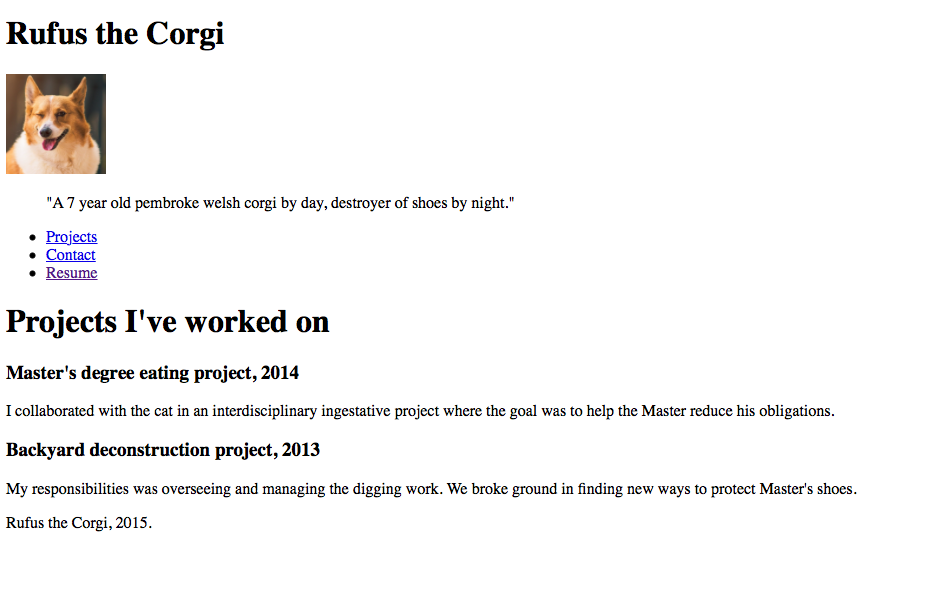 Rufus the Corgi
"A 7 year old pembroke welsh corgi by day, destroyer of shoes by night."
Projects
Contact
Resume
Projects I've worked on
Master's degree eating project, 2014
I collaborated with the cat in an interdisciplinary ingestative project where the goal was to help the Master reduce his obligations.
Backyard deconstruction project, 2013
My responsibilities was overseeing and managing the digging work. We broke ground in finding new ways to protect Master's shoes.
Rufus the Corgi, 2015.